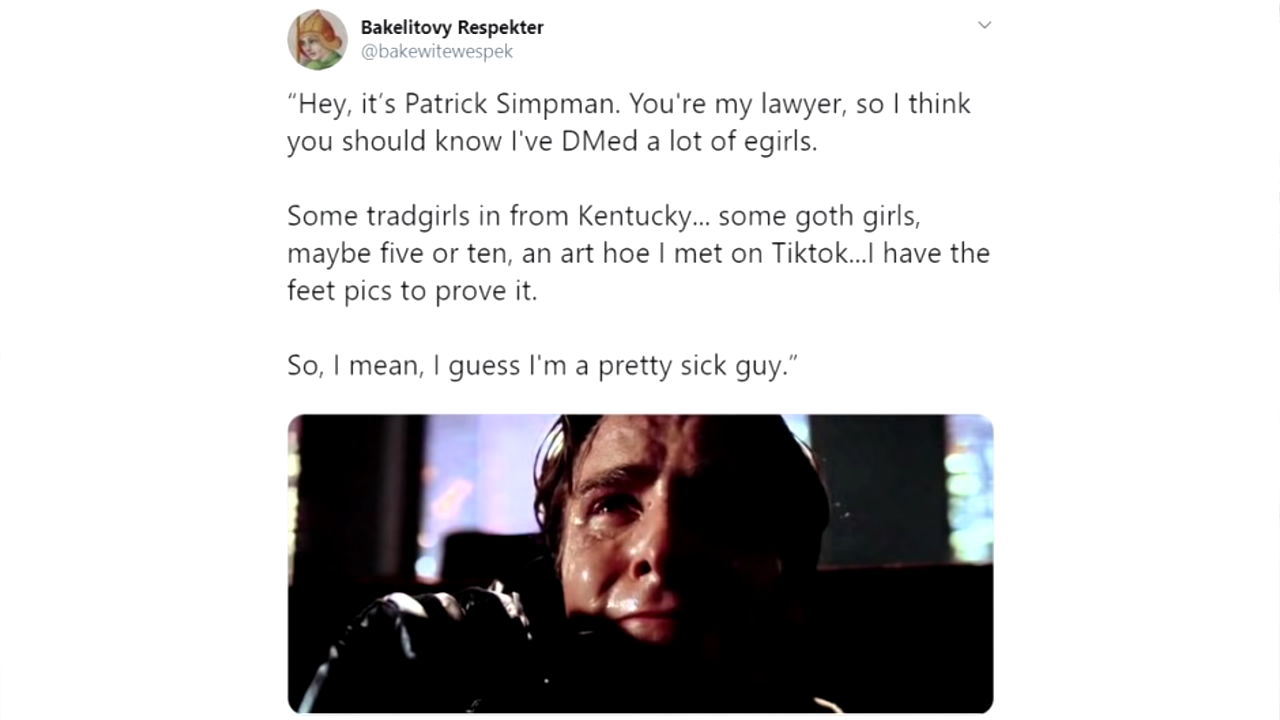 Bakelitovy Respekter
@bakewitewespek
“Hey, it’s Patrick Simpman. You're my lawyer, so I think
you should know I've DMed a lot of egirls.
Some tradgirls in from Kentucky... some goth girls,
maybe five or ten, an art hoe I met on Tiktok...I have the
feet pics to prove it.
So, I mean, I guess I'm a pretty sick guy.”